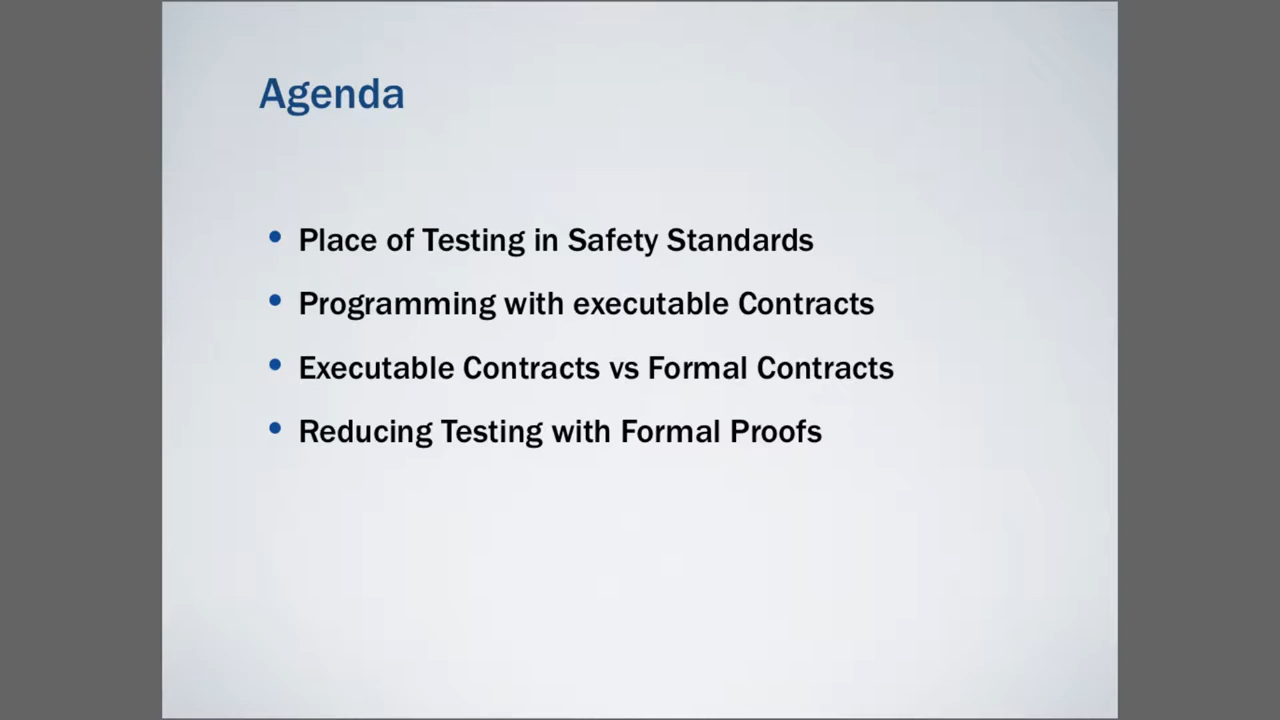 Agenda
• Place of Testing in Safety Standards
• Programming with executable Contracts
• Executable Contracts vs Formal Contracts
• Reducing Testing with Formal Proofs